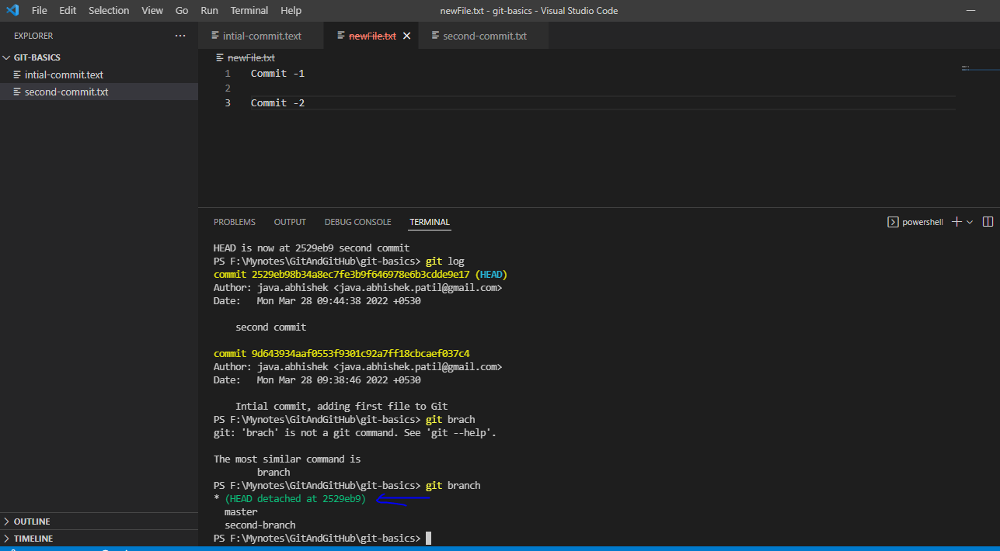 File Edit Selection View Go Run Terminal Help newFile.txt - git-basics - Visual Studio Code
EXPLORER
GIT-BASICS
intial-commit.text
second-commit.txt
OUTLINE
TIMELINE
intial-commit.text newFile.txt second-commit.txt
newFile.txt
1 Commit -1
2
3 Commit -2
PROBLEMS OUTPUT DEBUG CONSOLE TERMINAL powershell
HEAD is now at 2529eb9 second commit
PS F:\Mynotes\GitAndGitHub\git-basics> git log
commit 2529eb98b34a8ec7fe3b9f646978e6b3cdde9e17 (HEAD)
Author: java.abhishek <java.abhishek.patil@gmail.com>
Date:   Mon Mar 28 09:44:38 2022 +0530
second commit
commit 9d643934aaf0553f9301c92a7ff18cbcaef037c4
Author: java.abhishek <java.abhishek.patil@gmail.com>
Date:   Mon Mar 28 09:38:46 2022 +0530
Intial commit, adding first file to Git
PS F:\Mynotes\GitAndGitHub\git-basics> git brach
git: 'brach' is not a git command. See 'git --help'.
The most similar command is
branch
PS F:\Mynotes\GitAndGitHub\git-basics> git branch
* (HEAD detached at 2529eb9)
master
second-branch
PS F:\Mynotes\GitAndGitHub\git-basics>